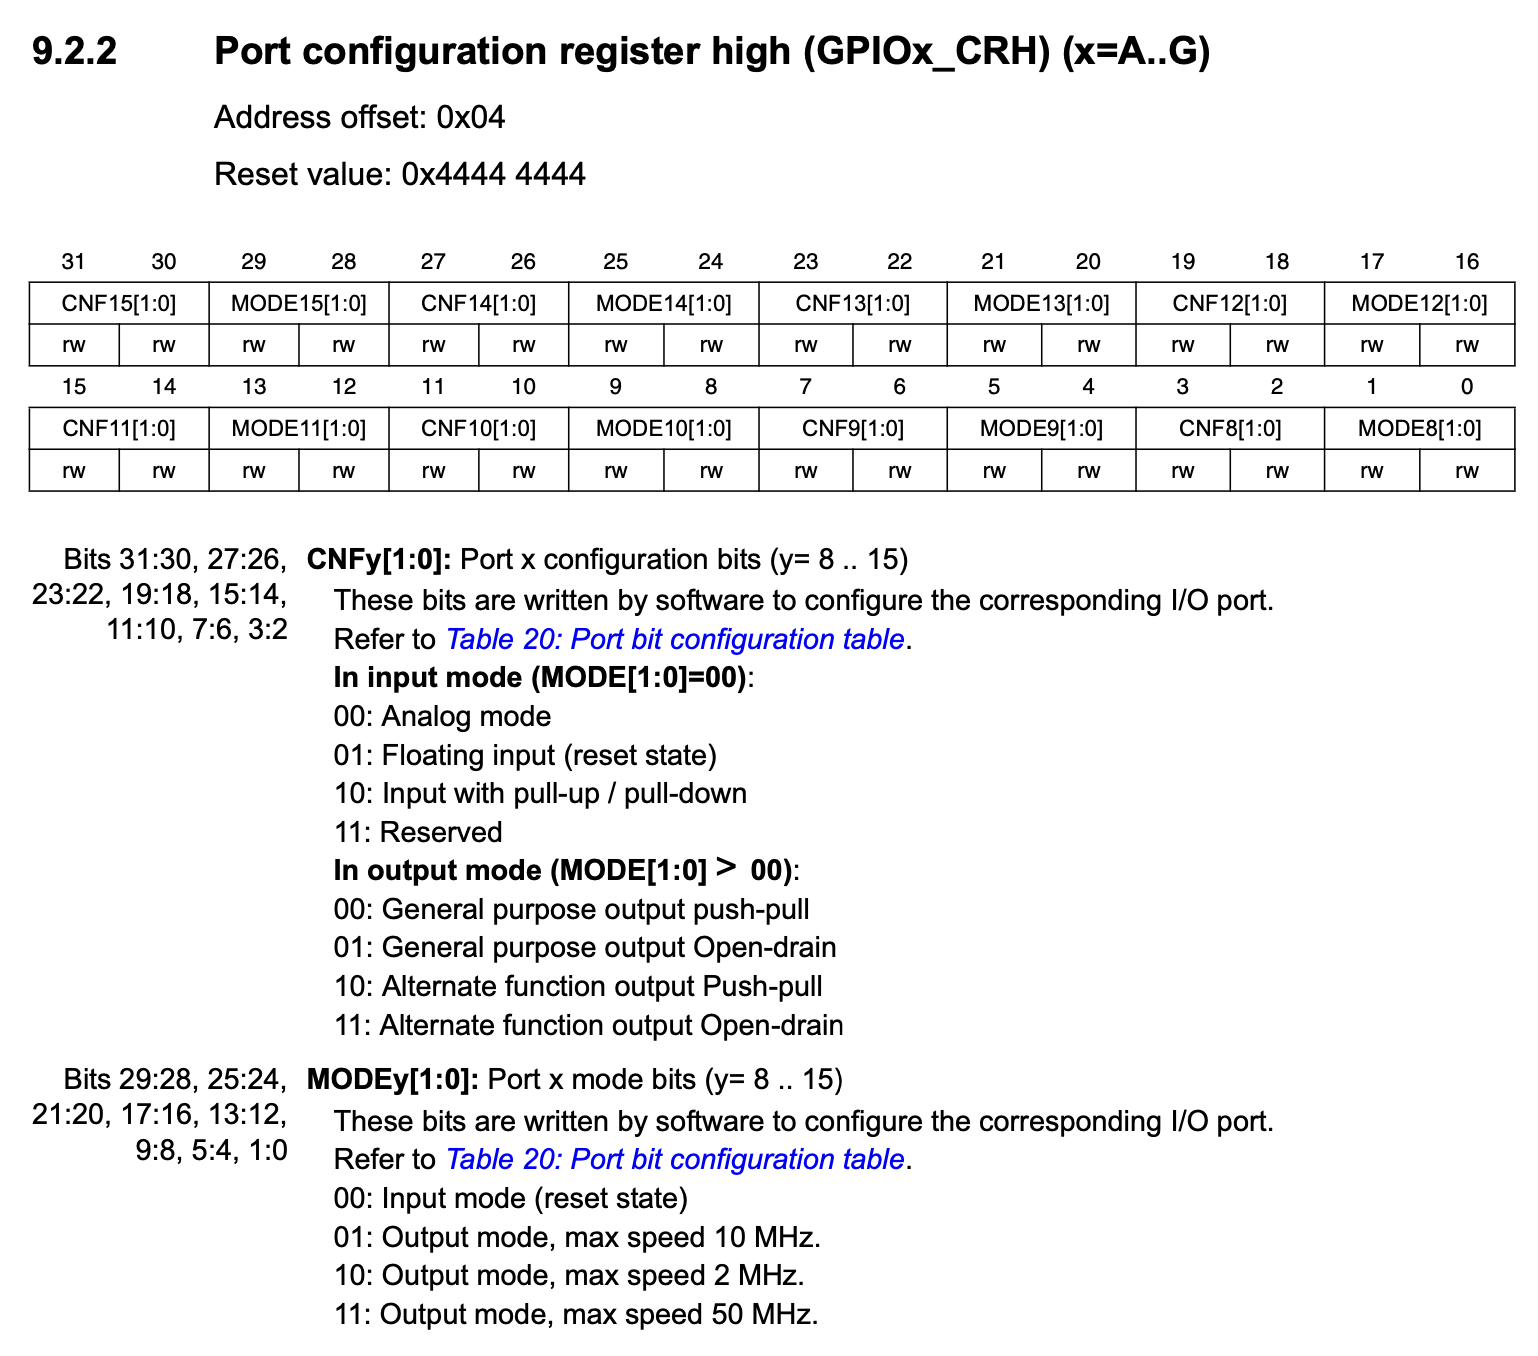 9.2.2 Port configuration register high (GPIOx_CRH) (x=A..G)
Address offset: 0x04
Reset value: 0x4444 4444
31 30 29 28 27 26 25 24 23 22 21 20 19 18 17 16
CNF15[1:0] MODE15[1:0] CNF14[1:0] MODE14[1:0] CNF13[1:0] MODE13[1:0] CNF12[1:0] MODE12[1:0]
rw rw rw rw rw rw rw rw rw rw rw rw rw rw rw rw
15 14 13 12 11 10 9 8 7 6 5 4 3 2 1 0
CNF11[1:0] MODE11[1:0] CNF10[1:0] MODE10[1:0] CNF9[1:0] MODE9[1:0] CNF8[1:0] MODE8[1:0]
rw rw rw rw rw rw rw rw rw rw rw rw rw rw rw rw
Bits 31:30, 27:26,
23:22, 19:18, 15:14,
11:10, 7:6, 3:2
CNFy[1:0]: Port x configuration bits (y= 8 .. 15)
These bits are written by software to configure the corresponding I/O port.
Refer to Table 20: Port bit configuration table.
In input mode (MODE[1:0]=00):
00: Analog mode
01: Floating input (reset state)
10: Input with pull-up / pull-down
11: Reserved
In output mode (MODE[1:0] > 00):
00: General purpose output push-pull
01: General purpose output Open-drain
10: Alternate function output Push-pull
11: Alternate function output Open-drain
Bits 29:28, 25:24,
21:20, 17:16, 13:12,
9:8, 5:4, 1:0
MODEy[1:0]: Port x mode bits (y= 8 .. 15)
These bits are written by software to configure the corresponding I/O port.
Refer to Table 20: Port bit configuration table.
00: Input mode (reset state)
01: Output mode, max speed 10 MHz.
10: Output mode, max speed 2 MHz.
11: Output mode, max speed 50 MHz.